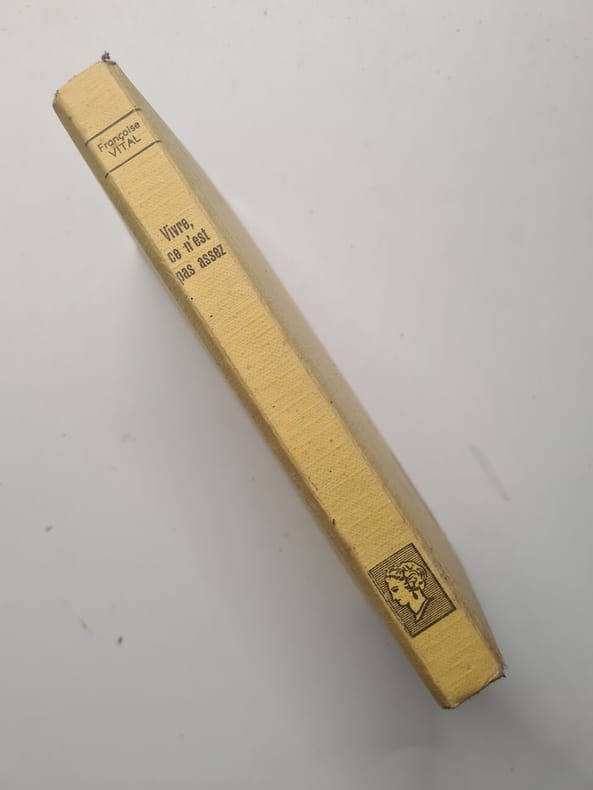 Françoise
VITAL
Vivre,
ce n'est
pas assez